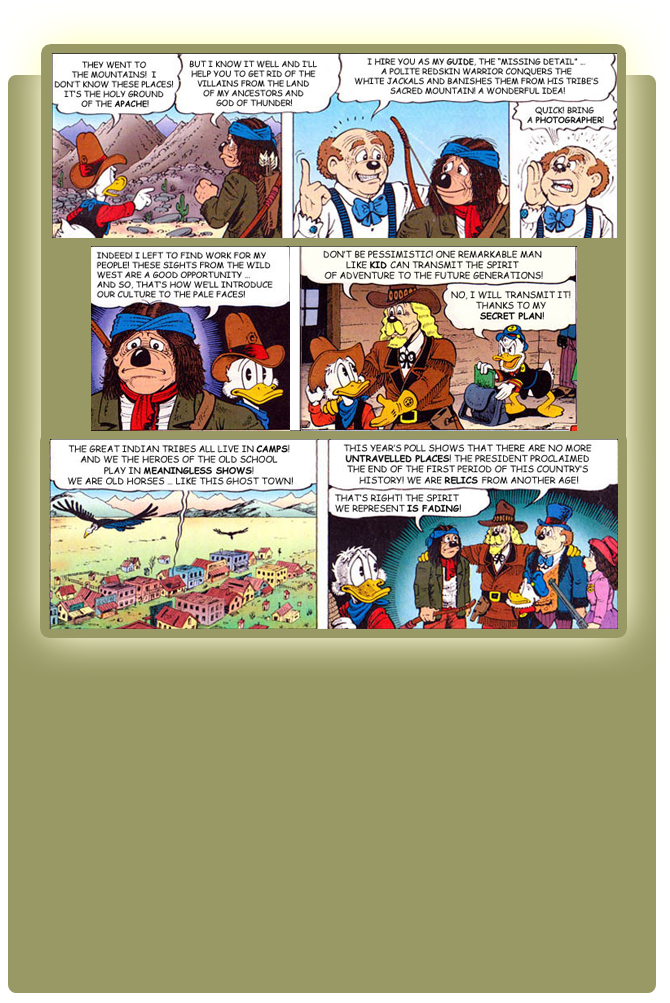 THEY WENT TO
THE MOUNTAINS! I
DON'T KNOW THESE PLACES!
IT'S THE HOLY GROUND
OF THE APACHE!
BUT I KNOW IT WELL AND I'LL
HELP YOU TO GET RID OF THE
VILLAINS FROM THE LAND
OF MY ANCESTORS AND
GOD OF THUNDER!
I HIRE YOU AS MY GUIDE, THE "MISSING DETAIL" ...
A POLITE REDSKIN WARRIOR CONQUERS THE
WHITE JACKALS AND BANISHES THEM FROM HIS TRIBE'S
SACRED MOUNTAIN! A WONDERFUL IDEA!
QUICK! BRING
A PHOTOGRAPHER!
INDEED! I LEFT TO FIND WORK FOR MY
PEOPLE! THESE SIGHTS FROM THE WILD
WEST ARE A GOOD OPPORTUNITY ...
AND SO, THAT'S HOW WE'LL INTRODUCE
OUR CULTURE TO THE PALE FACES!
DON'T BE PESSIMISTIC! ONE REMARKABLE MAN
LIKE KID CAN TRANSMIT THE SPIRIT
OF ADVENTURE TO THE FUTURE GENERATIONS!
NO, I WILL TRANSMIT IT!
THANKS TO MY
SECRET PLAN!
THE GREAT INDIAN TRIBES ALL LIVE IN CAMPS!
AND WE THE HEROES OF THE OLD SCHOOL
PLAY IN MEANINGLESS SHOWS!
WE ARE OLD HORSES ... LIKE THIS GHOST TOWN!
THIS YEAR'S POLL SHOWS THAT THERE ARE NO MORE
UNTRAVELLED PLACES! THE PRESIDENT PROCLAIMED
THE END OF THE FIRST PERIOD OF THIS COUNTRY'S
HISTORY! WE ARE RELICS FROM ANOTHER AGE!
THAT'S RIGHT! THE SPIRIT
WE REPRESENT IS FADING!